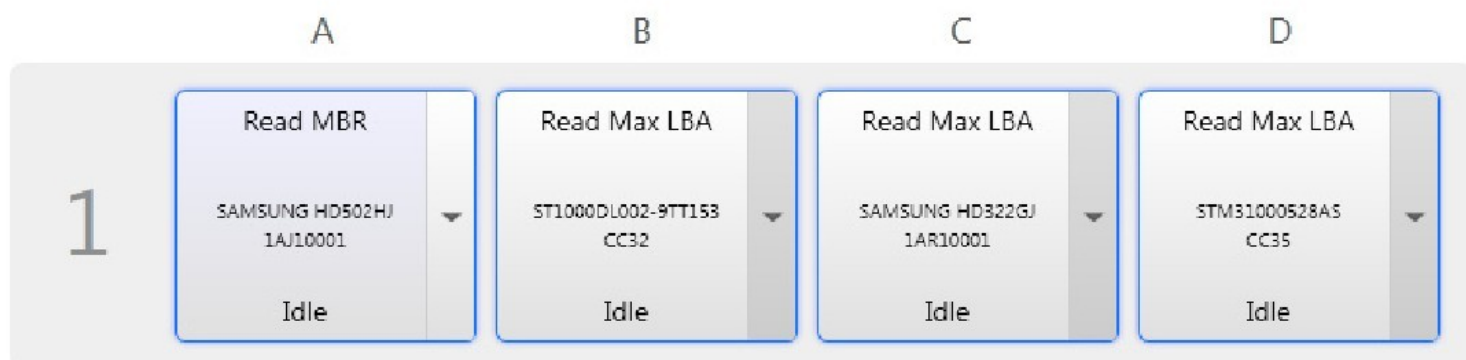 A B C D
1
Read MBR
SAMSUNG HD502HJ
1AJ10001
Idle
Read Max LBA
ST1000DL002-9TT153
CC32
Idle
Read Max LBA
SAMSUNG HD322GJ
1AR10001
Idle
Read Max LBA
STM31000528AS
CC35
Idle